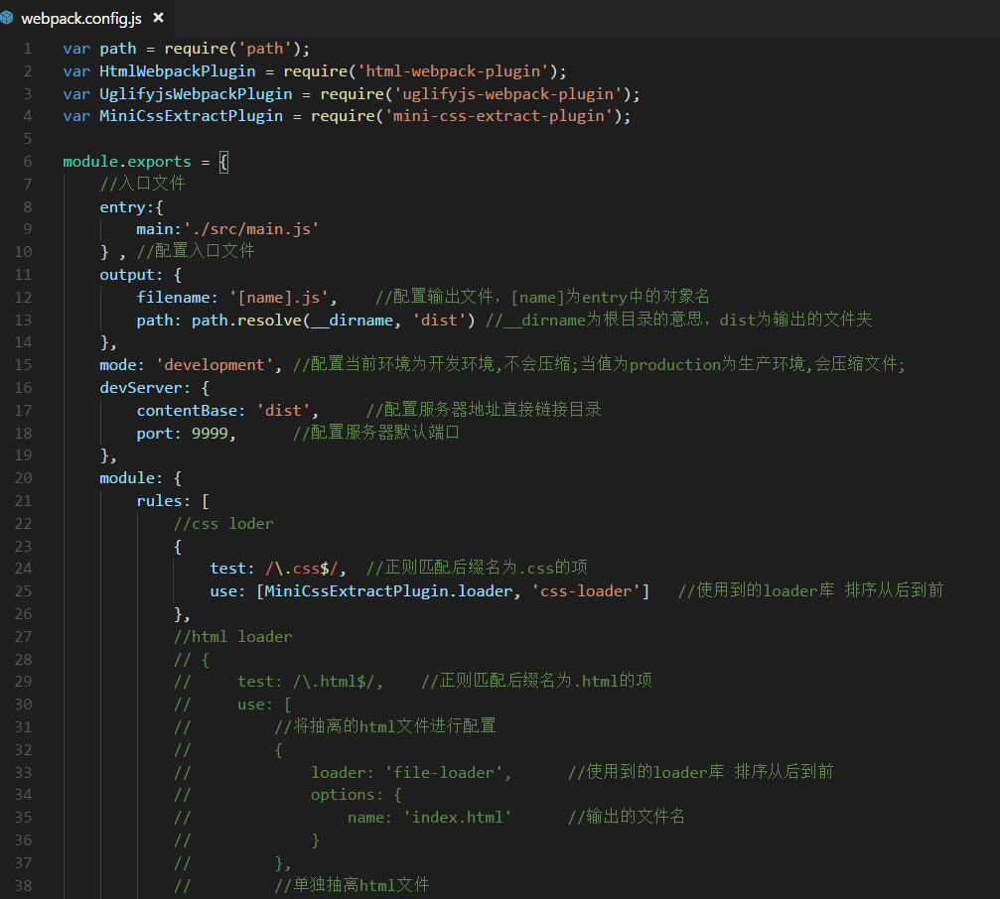 webpack.config.js ×
1 var path = require('path');
2 var HtmlWebpackPlugin = require('html-webpack-plugin');
3 var UglifyjsWebpackPlugin = require('uglifyjs-webpack-plugin');
4 var MiniCssExtractPlugin = require('mini-css-extract-plugin');
5
6 module.exports = {
7 //入口文件
8 entry:{
9 main:'./src/main.js'
10 } , //配置入口文件
11 output: {
12 filename: '[name].js', //配置输出文件，[name]为entry中的对象名
13 path: path.resolve(__dirname, 'dist') //__dirname为根目录的意思，dist为输出的文件夹
14 },
15 mode: 'development', //配置当前环境为开发环境,不会压缩;当值为production为生产环境,会压缩文件;
16 devServer: {
17 contentBase: 'dist', //配置服务器地址直接链接目录
18 port: 9999, //配置服务器默认端口
19 },
20 module: {
21 rules: [
22 //css loder
23 {
24 test: /\.css$/, //正则匹配后缀名为.css的项
25 use: [MiniCssExtractPlugin.loader, 'css-loader'] //使用到的loader库 排序从后到前
26 },
27 //html loader
28 // {
29 // test: /\.html$/, //正则匹配后缀名为.html的项
30 // use: [
31 // //将抽离的html文件进行配置
32 // {
33 // loader: 'file-loader', //使用到的loader库 排序从后到前
34 // options: {
35 // name: 'index.html' //输出的文件名
36 // }
37 // },
38 // //单独抽离html文件